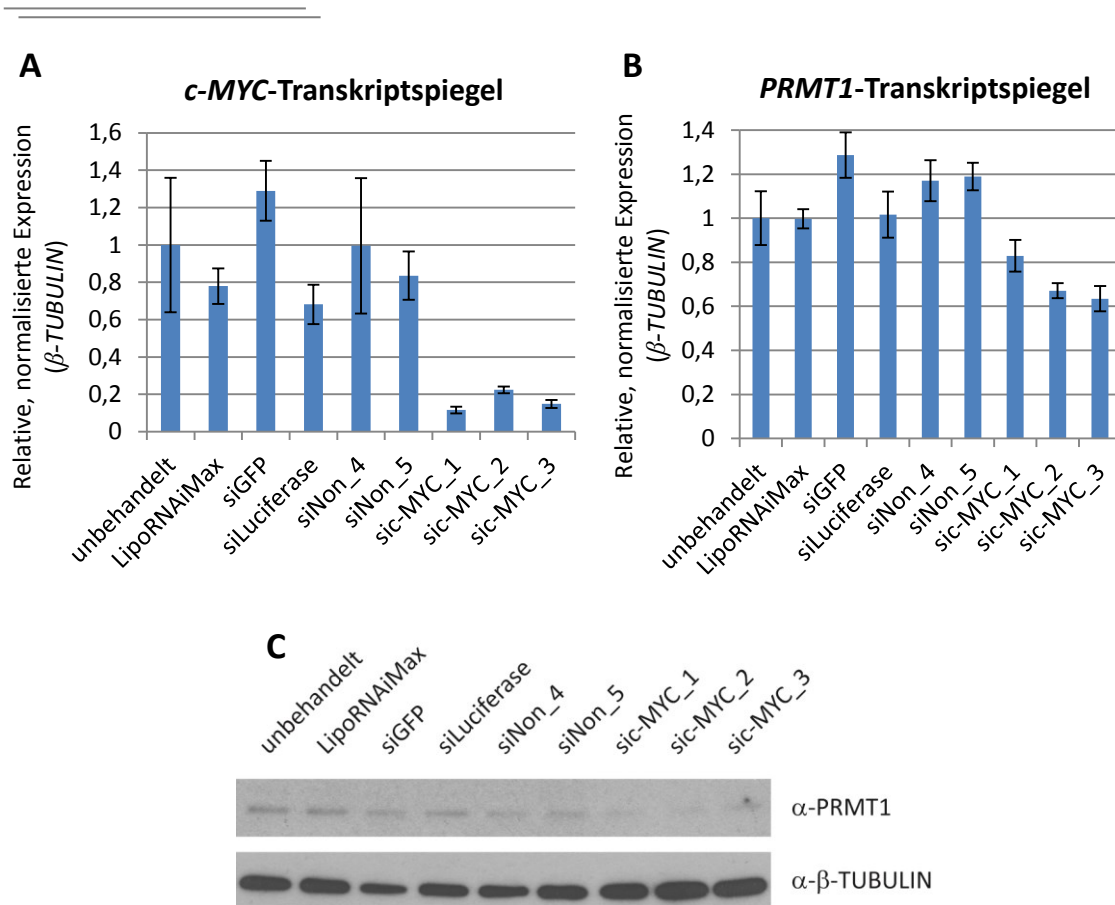 A
c-MYC-Transkriptspiegel
Relative, normalisierte Expression
(β-TUBULIN)
1,6
1,4
1,2
1
0,8
0,6
0,4
0,2
0
unbehandelt
LipoRNAiMax
siGFP
siLuciferase
siNon_4
siNon_5
sic-MYC_1
sic-MYC_2
sic-MYC_3
B
PRMT1-Transkriptspiegel
Relative, normalisierte Expression
(β-TUBULIN)
1,4
1,2
1
0,8
0,6
0,4
0,2
0
unbehandelt
LipoRNAiMax
siGFP
siLuciferase
siNon_4
siNon_5
sic-MYC_1
sic-MYC_2
sic-MYC_3
C
unbehandelt
LipoRNAiMax
siGFP
siLuciferase
siNon_4
siNon_5
sic-MYC_1
sic-MYC_2
sic-MYC_3
α-PRMT1
α-β-TUBULIN